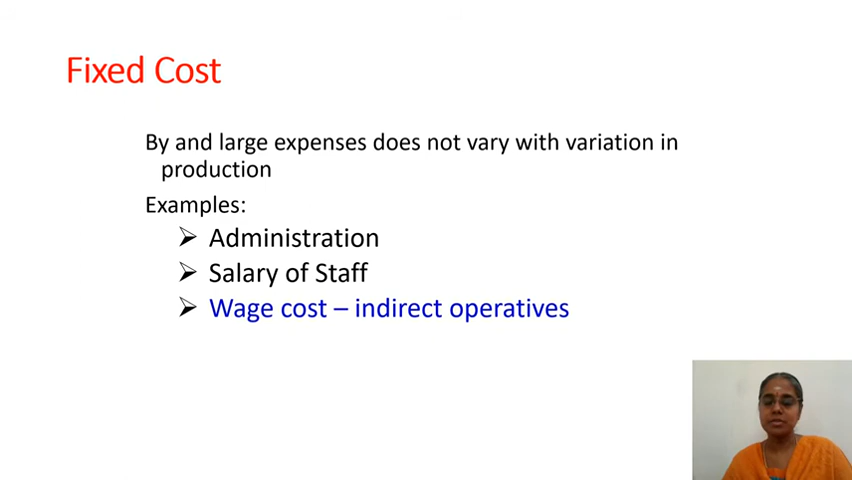 Fixed Cost
By and large expenses does not vary with variation in
production
Examples:
Administration
Salary of Staff
Wage cost – indirect operatives